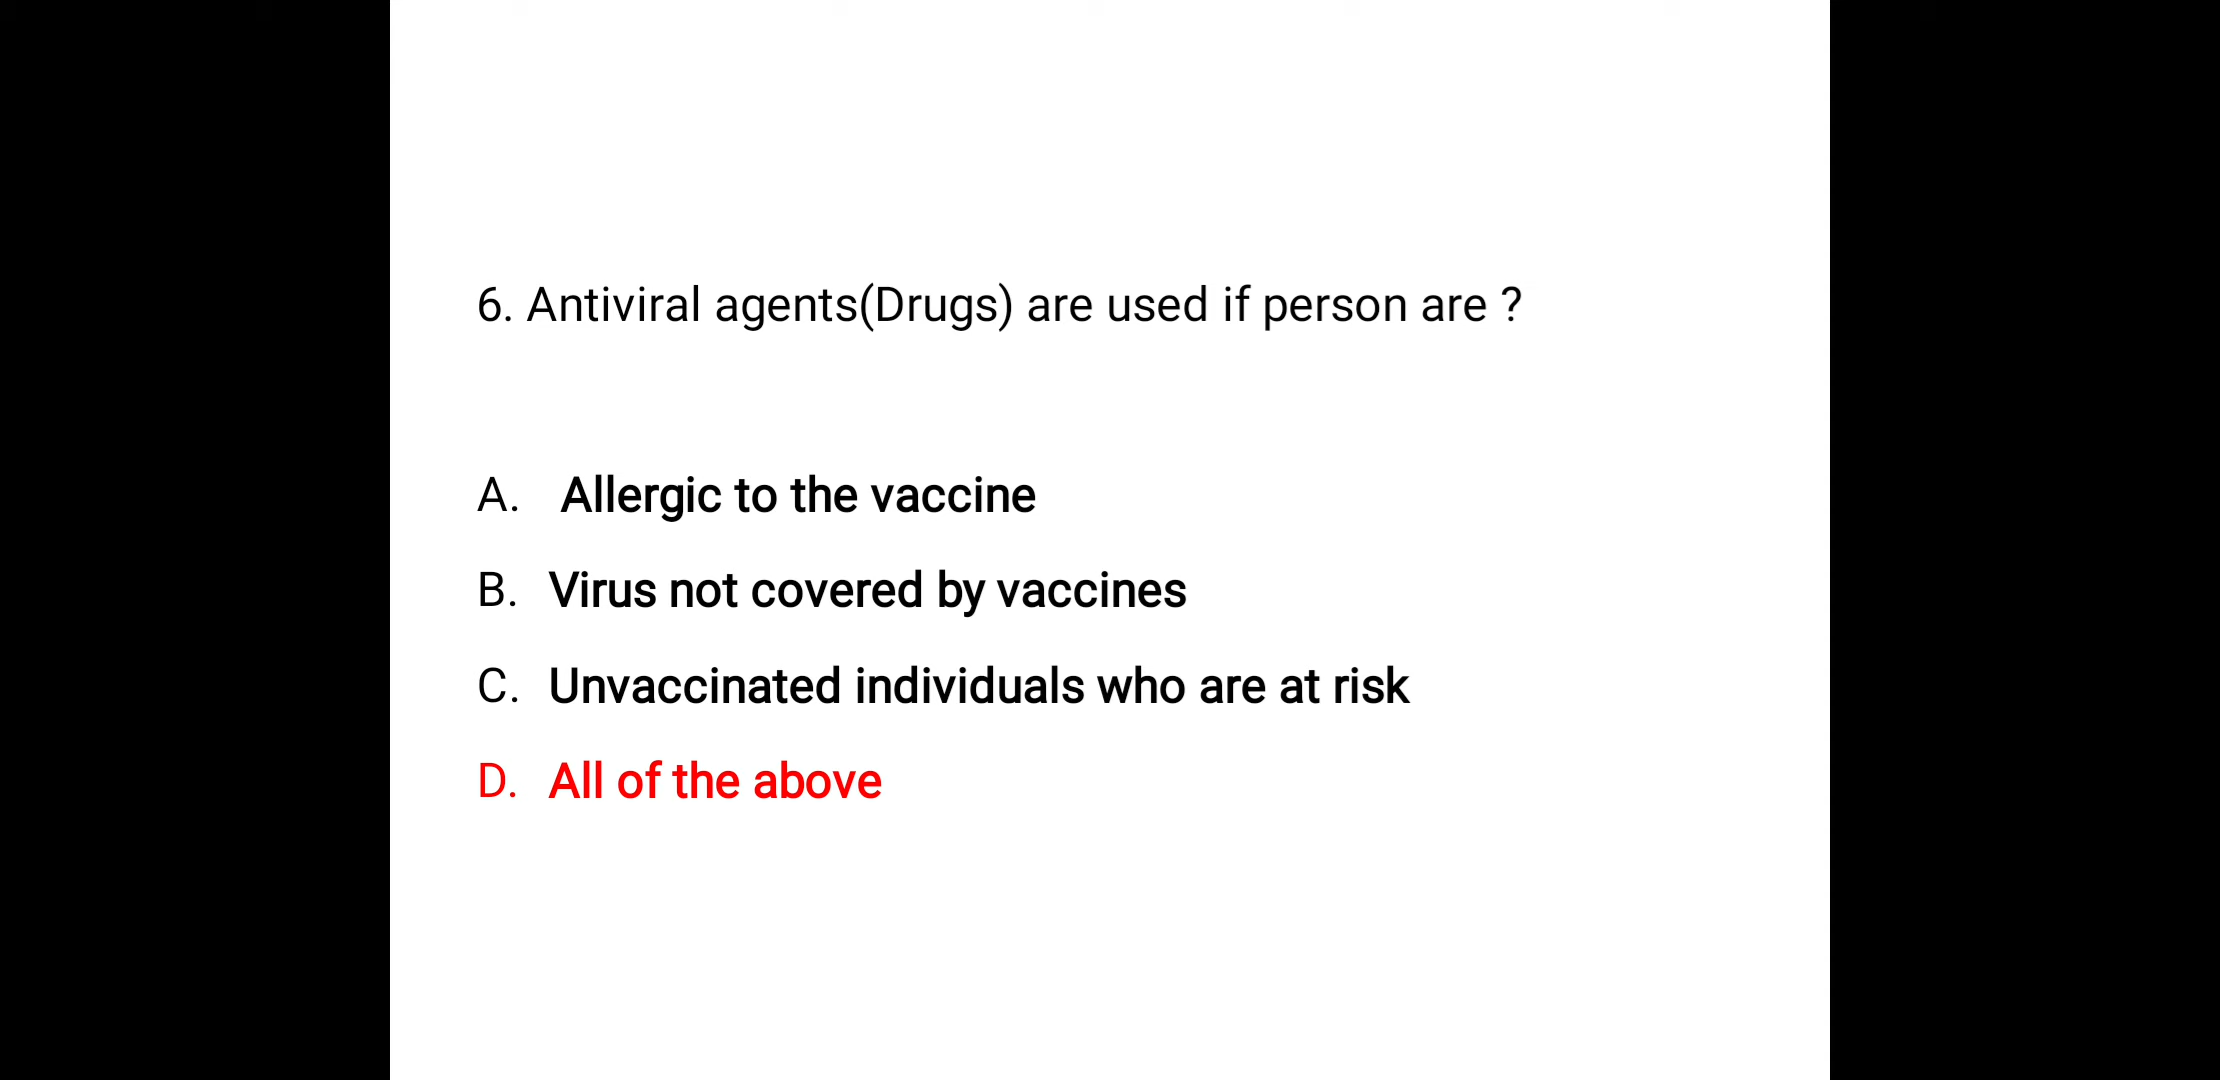 6. Antiviral agents(Drugs) are used if person are ?
A. Allergic to the vaccine
B. Virus not covered by vaccines
C. Unvaccinated individuals who are at risk
D. All of the above